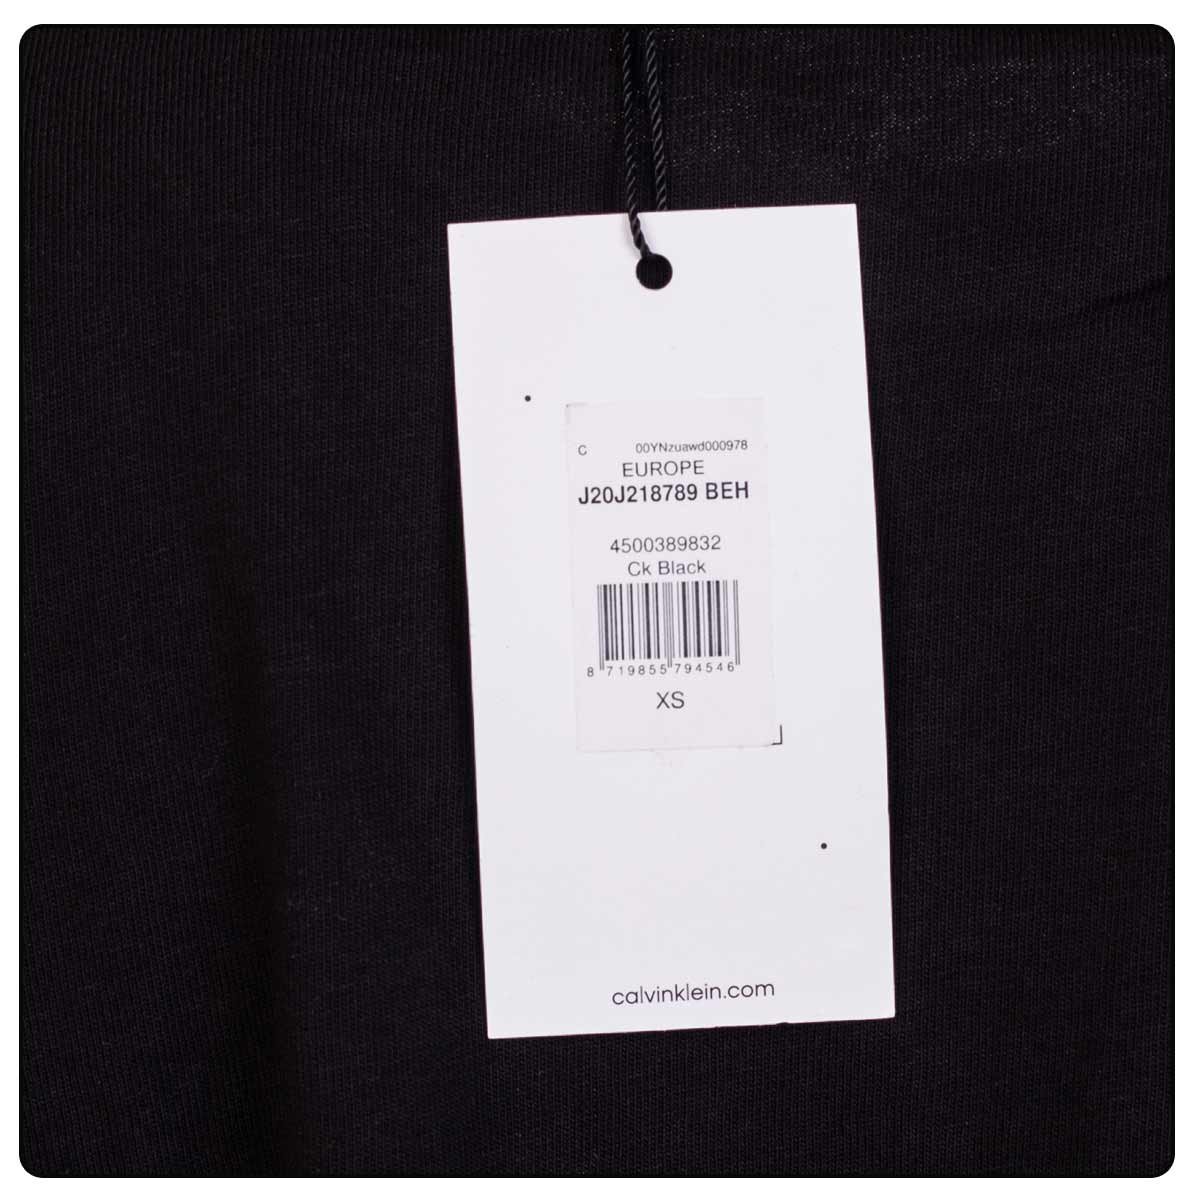 C 00YNzuawd000978
EUROPE
J20J218789 BEH
4500389832
Ck Black
8 719855 794546
XS
calvinklein.com